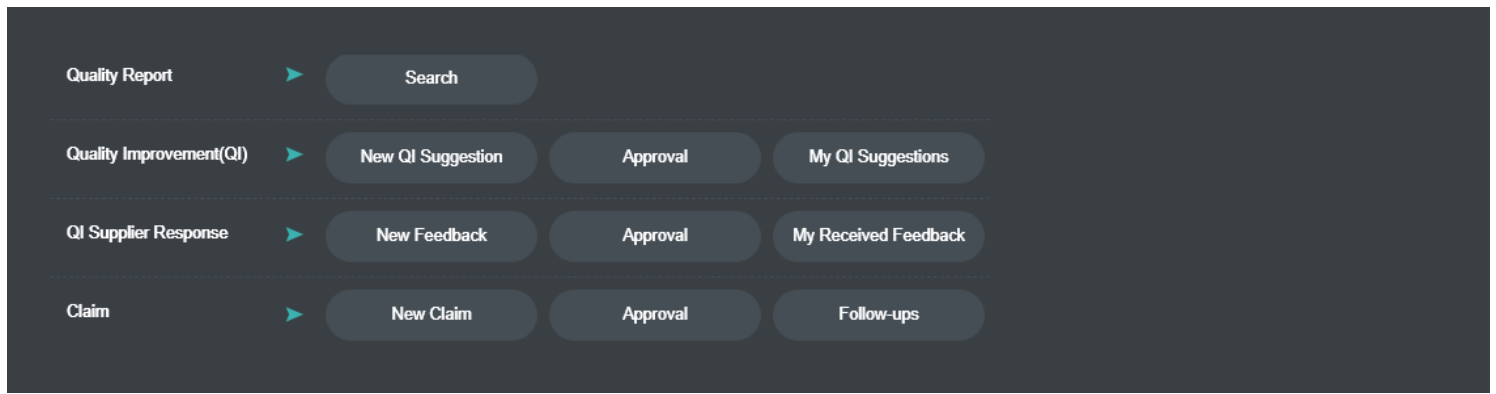 Quality Report Search
Quality Improvement(QI) New QI Suggestion Approval My QI Suggestions
QI Supplier Response New Feedback Approval My Received Feedback
Claim New Claim Approval Follow-ups